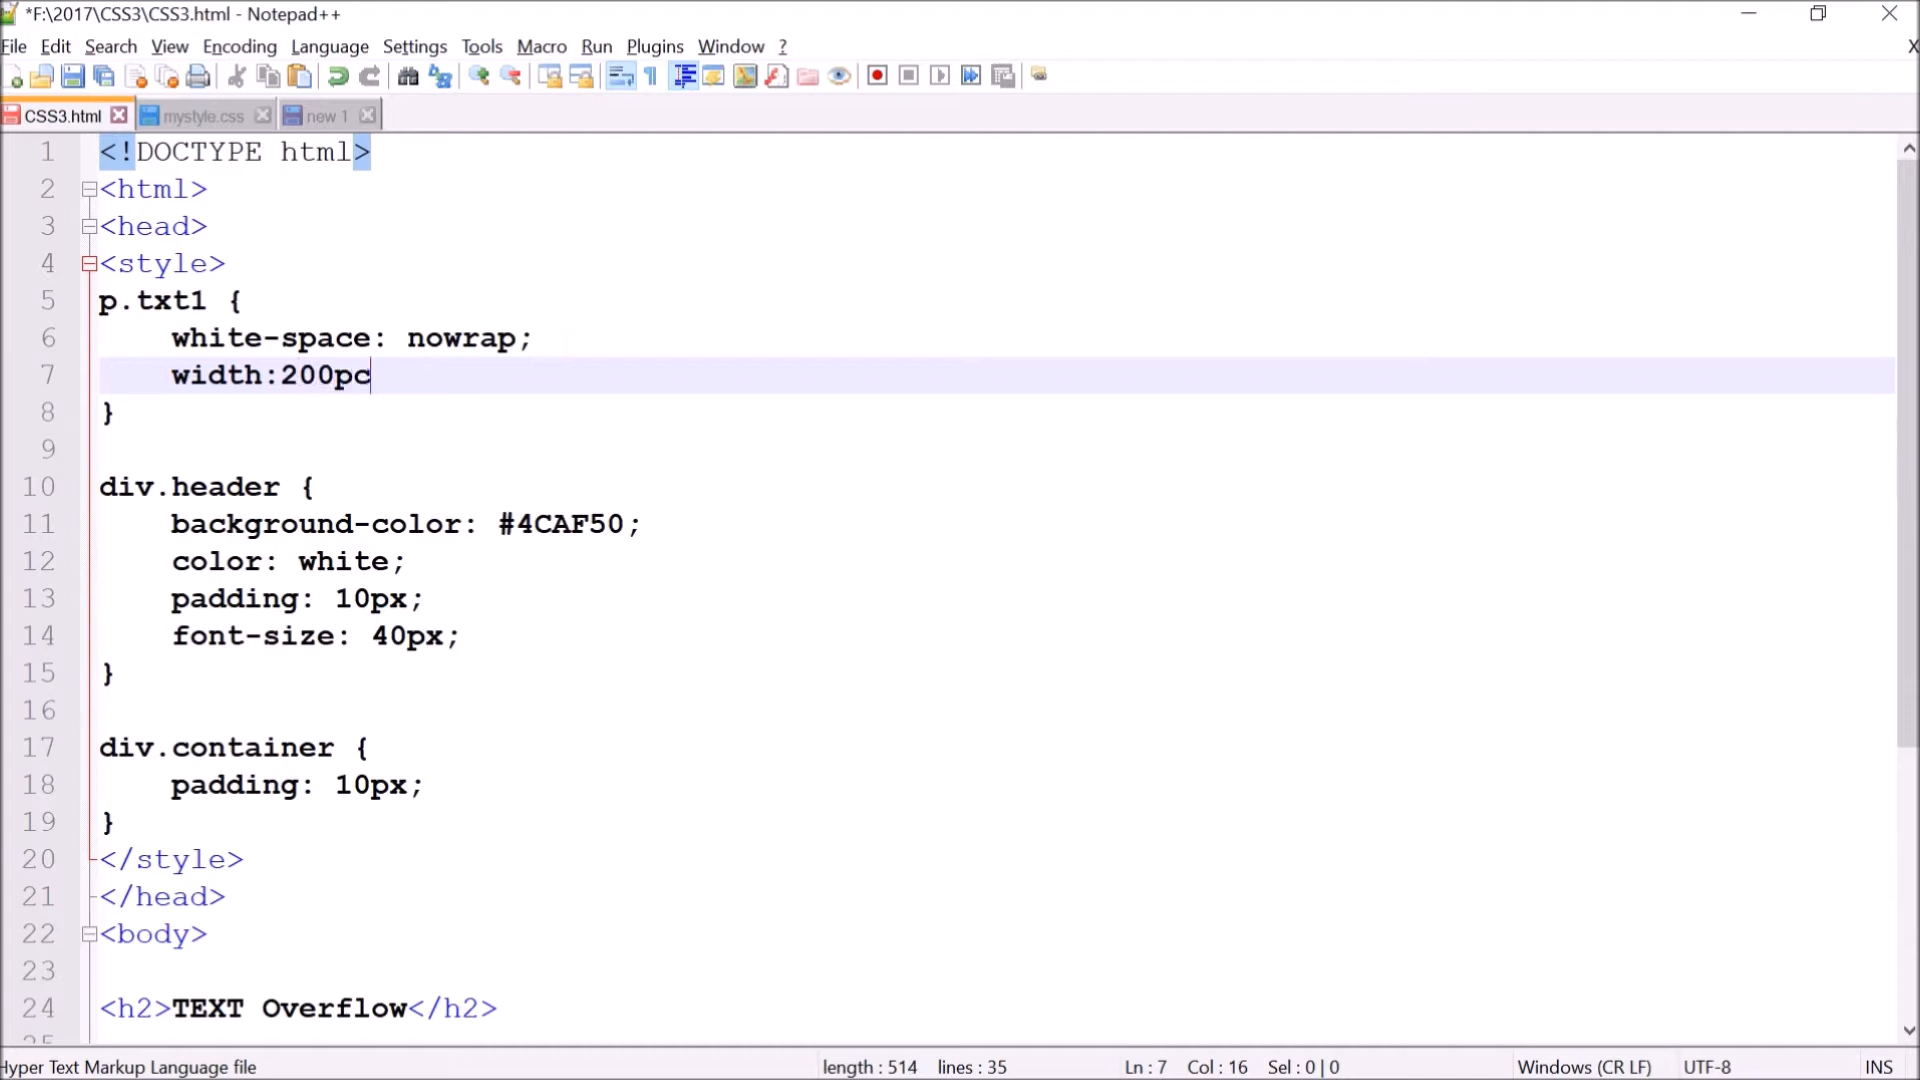 *F:\2017\CSS3\CSS3.html - Notepad++
File Edit Search View Encoding Language Settings Tools Macro Run Plugins Window ? X
CSS3.html mystyle.css new 1
1 <!DOCTYPE html>
2 <html>
3 <head>
4 <style>
5 p.txt1 {
6 white-space: nowrap;
7 width:200pc
8 }
9
10 div.header {
11 background-color: #4CAF50;
12 color: white;
13 padding: 10px;
14 font-size: 40px;
15 }
16
17 div.container {
18 padding: 10px;
19 }
20 </style>
21 </head>
22 <body>
23
24 <h2>TEXT Overflow</h2>
25
Hyper Text Markup Language file length : 514 lines : 35 Ln : 7 Col : 16 Sel : 0 | 0 Windows (CR LF) UTF-8 INS